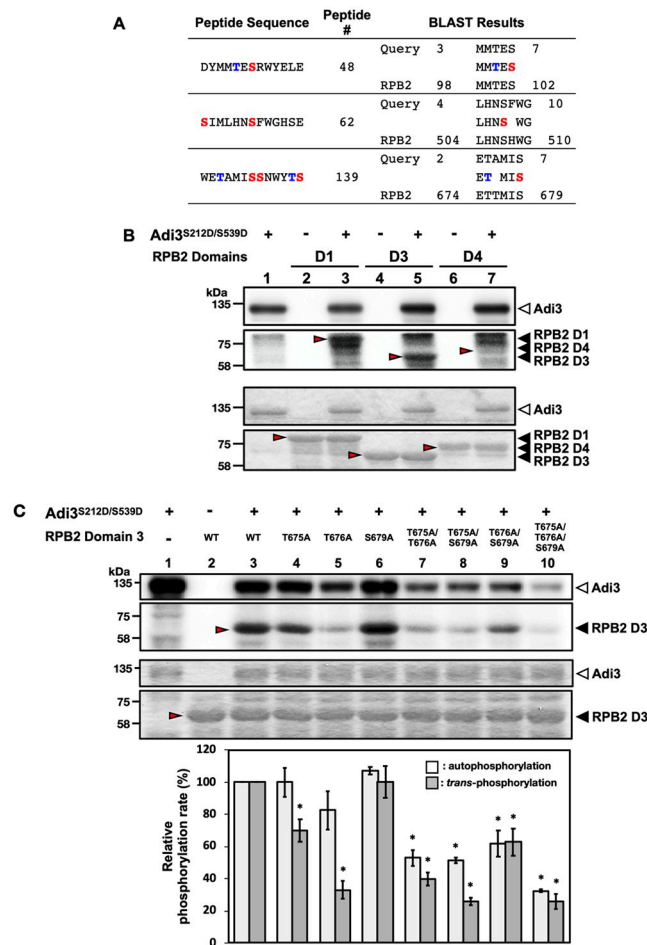 A
Peptide Sequence Peptide # BLAST Results
DYMMTESRWYELE 48
Query 3 MMTES 7
MMTES
RPB2 98 MMTES 102
SIMLHNSFWGHSE 62
Query 4 LHNSFWG 10
LHNS WG
RPB2 504 LHNSHWG 510
WETAMISSNWYTS 139
Query 2 ETAMIS 7
ET MIS
RPB2 674 ETTMIS 679
B
Adi3S212D/S539D + - + - + - +
RPB2 Domains D1 D3 D4
1 2 3 4 5 6 7
kDa
135 Adi3
RPB2 D1
75 RPB2 D4
58 RPB2 D3
135 Adi3
RPB2 D1
75 RPB2 D4
58 RPB2 D3
C
Adi3S212D/S539D + - + + + + + + + +
RPB2 Domain 3 - WT WT T675A T676A S679A T675A/T676A T675A/S679A T676A/S679A T675A/T676A/S679A
1 2 3 4 5 6 7 8 9 10
kDa
135 Adi3
75
58 RPB2 D3
135 Adi3
75
58 RPB2 D3
Relative phosphorylation rate (%)
120
100
80
60
40
20
0
: autophosphorylation
: trans-phosphorylation
* * * * * * * * * *